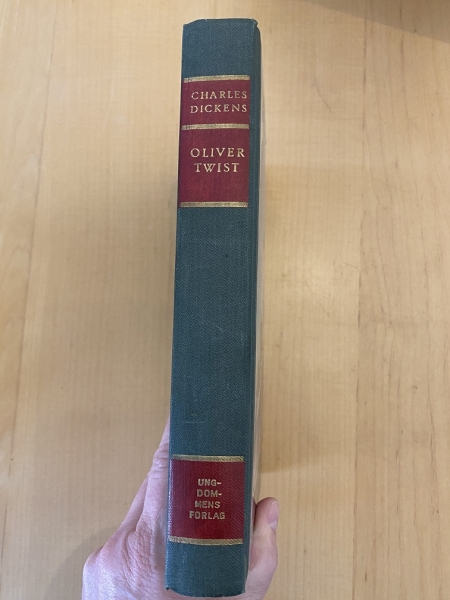 CHARLES
DICKENS
OLIVER
TWIST
UNG-
DOM-
MENS
FORLAG